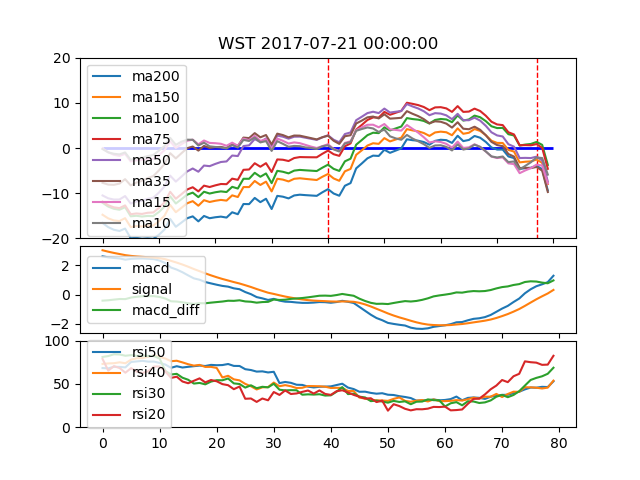 WST 2017-07-21 00:00:00
20
10
0
−10
−20
ma200
ma150
ma100
ma75
ma50
ma35
ma15
ma10
2
0
−2
macd
signal
macd_diff
100
50
0
rsi50
rsi40
rsi30
rsi20
0 10 20 30 40 50 60 70 80